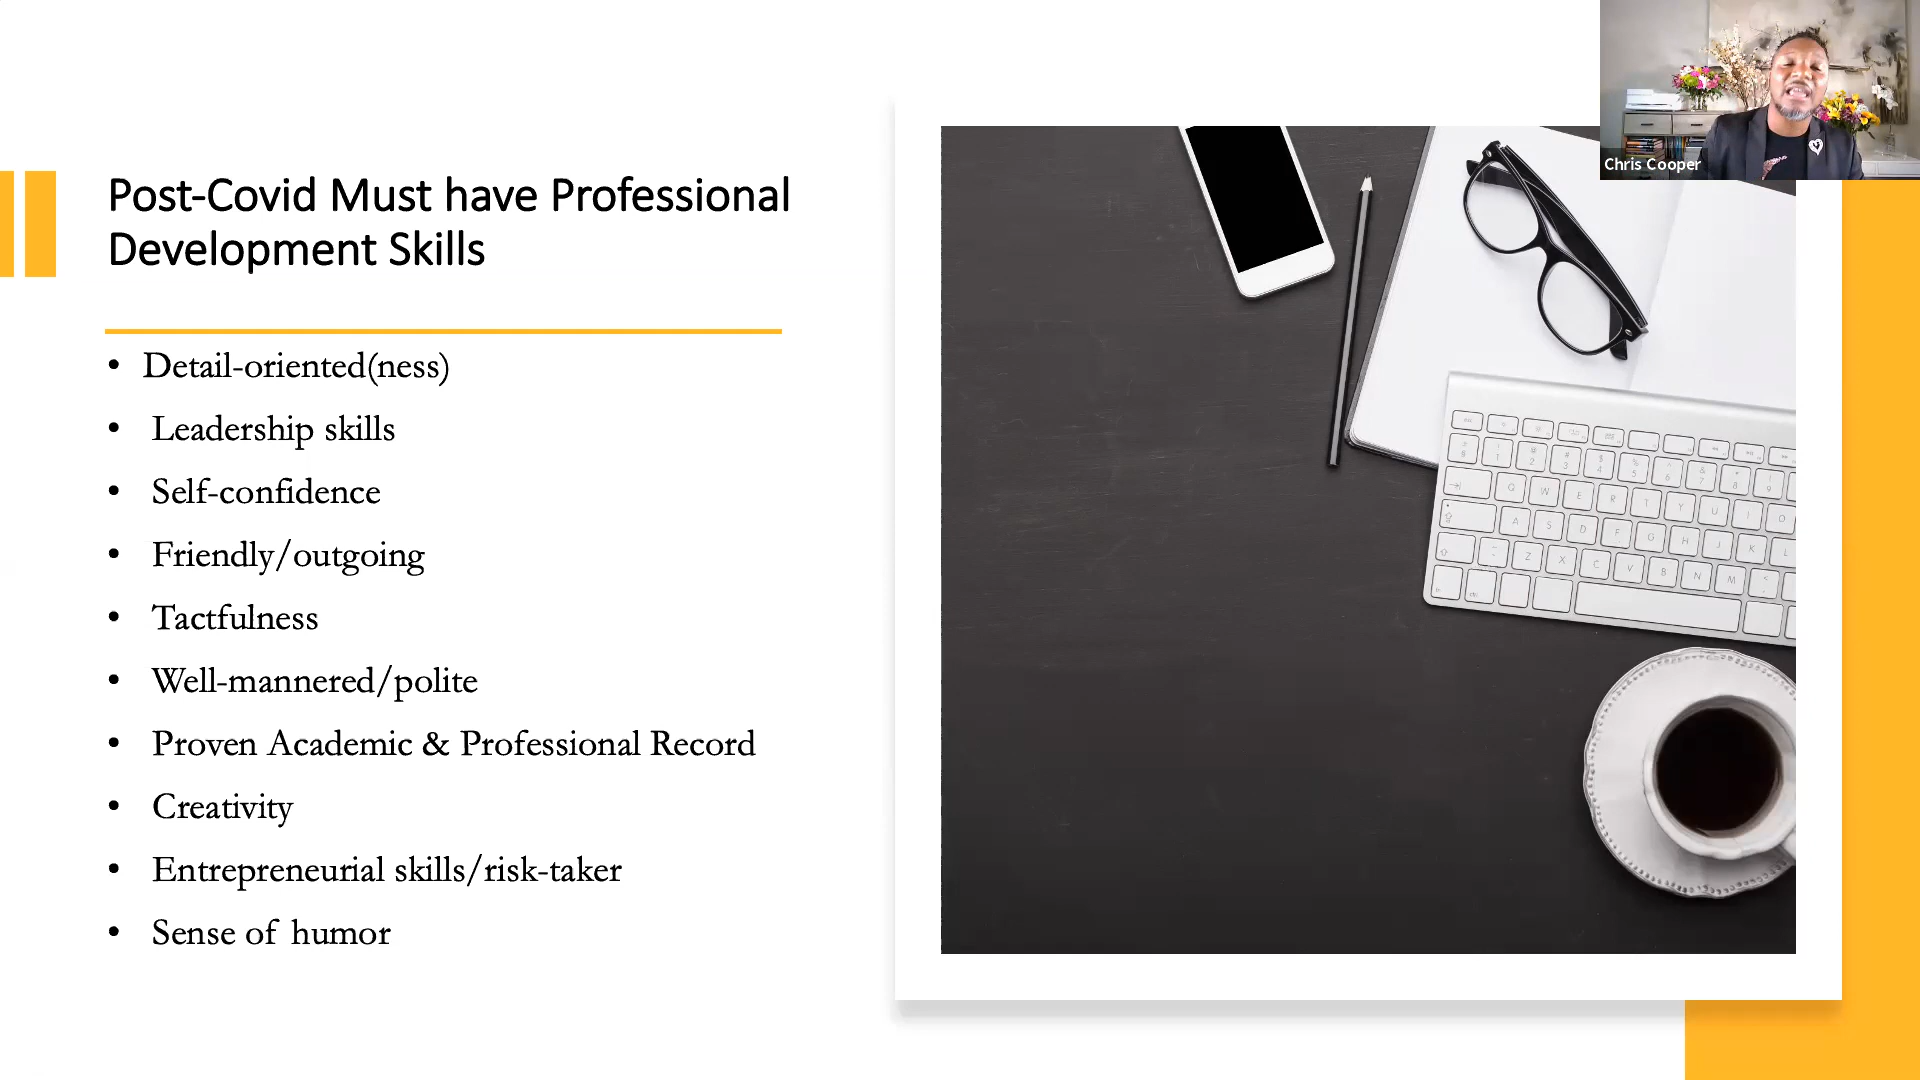 Post-Covid Must have Professional
Development Skills
• Detail-oriented(ness)
• Leadership skills
• Self-confidence
• Friendly/outgoing
• Tactfulness
• Well-mannered/polite
• Proven Academic & Professional Record
• Creativity
• Entrepreneurial skills/risk-taker
• Sense of humor
Chris Cooper
Q W E R T Y U I O
A S D F G H J K L
Z X C V B N M